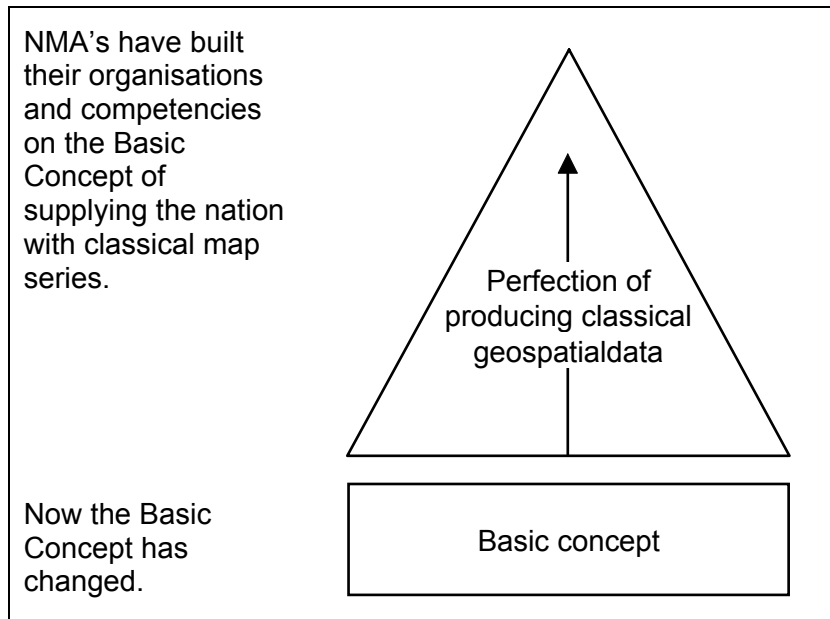 NMA’s have built
their organisations
and competencies
on the Basic
Concept of
supplying the nation
with classical map
series.
Perfection of
producing classical
geospatialdata
Now the Basic
Concept has
changed.
Basic concept